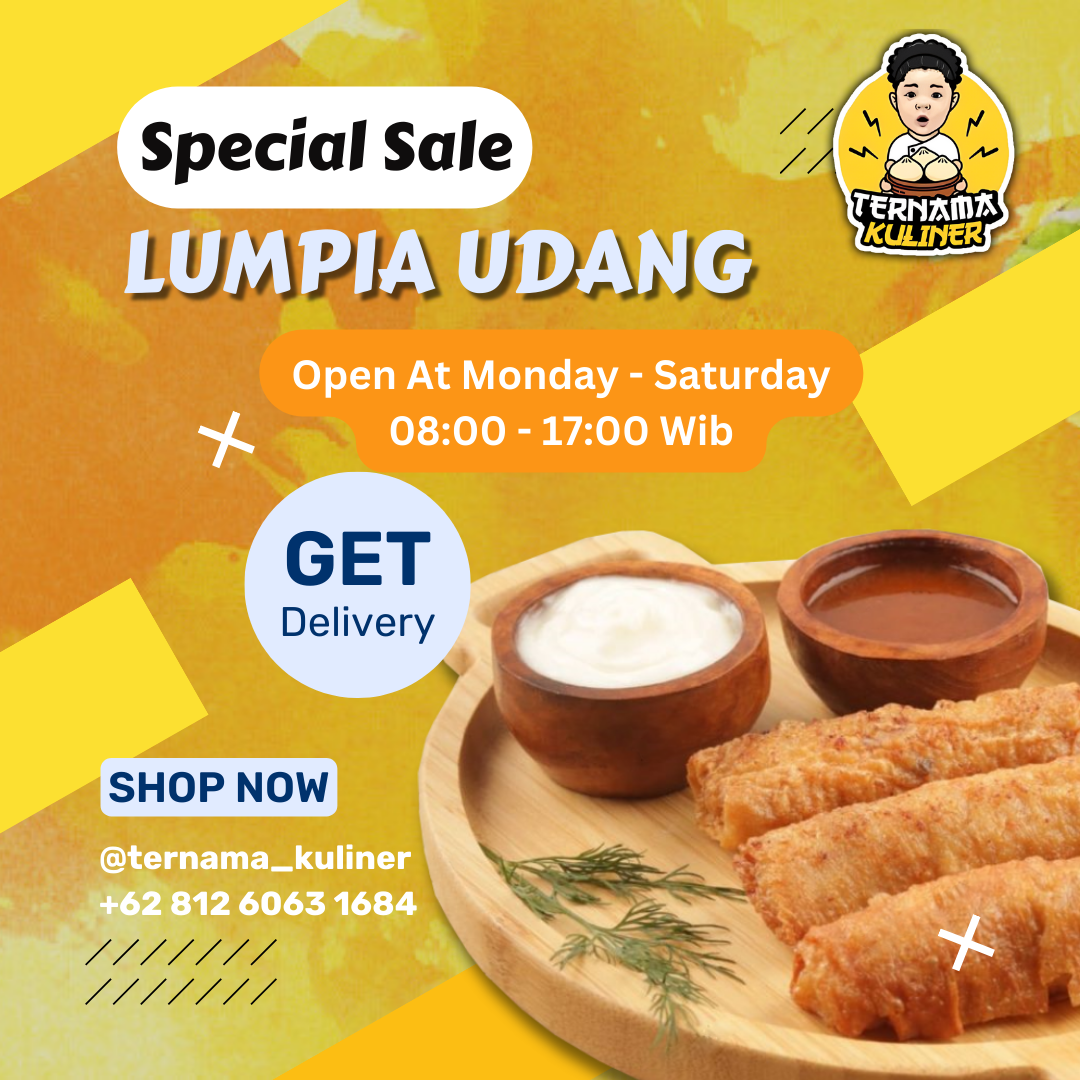 Special Sale
LUMPIA UDANG
TERNAMA
KULINER
Open At Monday - Saturday
08:00 - 17:00 Wib
GET
Delivery
SHOP NOW
@ternama_kuliner
+62 812 6063 1684